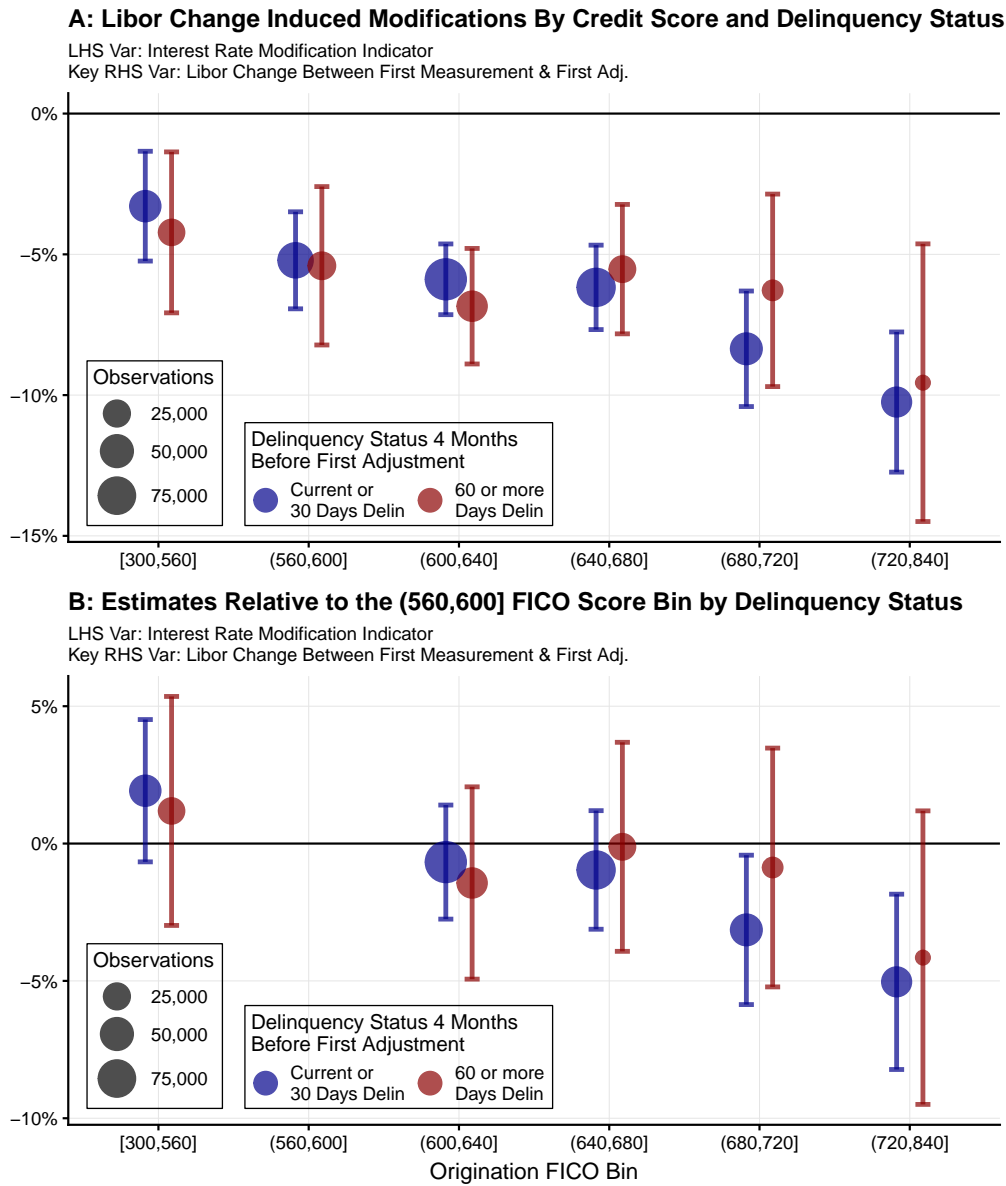 A: Libor Change Induced Modifications By Credit Score and Delinquency Status
LHS Var: Interest Rate Modification Indicator
Key RHS Var: Libor Change Between First Measurement & First Adj.
0%
−5%
−10%
−15%
Observations
25,000
50,000
75,000
Delinquency Status 4 Months
Before First Adjustment
Current or
30 Days Delin
60 or more
Days Delin
[300,560]
(560,600]
(600,640]
(640,680]
(680,720]
(720,840]
B: Estimates Relative to the (560,600] FICO Score Bin by Delinquency Status
LHS Var: Interest Rate Modification Indicator
Key RHS Var: Libor Change Between First Measurement & First Adj.
5%
0%
−5%
−10%
Observations
25,000
50,000
75,000
Delinquency Status 4 Months
Before First Adjustment
Current or
30 Days Delin
60 or more
Days Delin
[300,560]
(560,600]
(600,640]
(640,680]
(680,720]
(720,840]
Origination FICO Bin